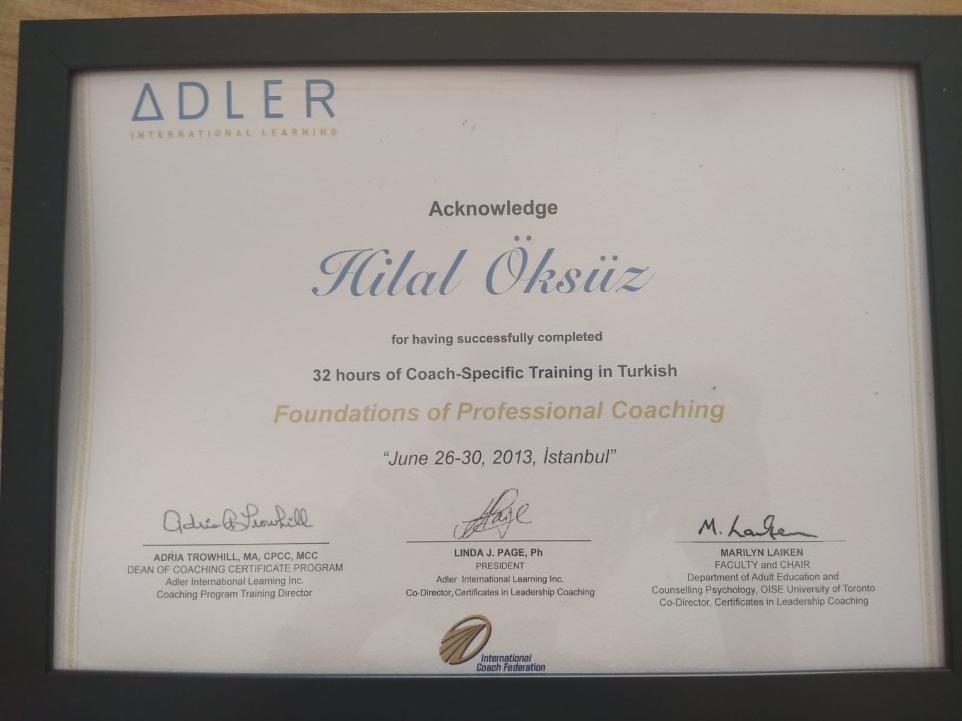 ADLER
INTERNATIONAL LEARNING
Acknowledge
Hilal Öksüz
for having successfully completed
32 hours of Coach-Specific Training in Turkish
Foundations of Professional Coaching
“June 26-30, 2013, İstanbul”
Adria B Trowhill
L Page
M. Laiken
ADRIA TROWHILL, MA, CPCC, MCC
DEAN OF COACHING CERTIFICATE PROGRAM
Adler International Learning Inc.
Coaching Program Training Director
LINDA J. PAGE, Ph
PRESIDENT
Adler International Learning Inc.
Co-Director, Certificates in Leadership Coaching
MARILYN LAIKEN
FACULTY and CHAIR
Department of Adult Education and
Counselling Psychology, OISE University of Toronto
Co-Director, Certificates in Leadership Coaching
International
Coach Federation